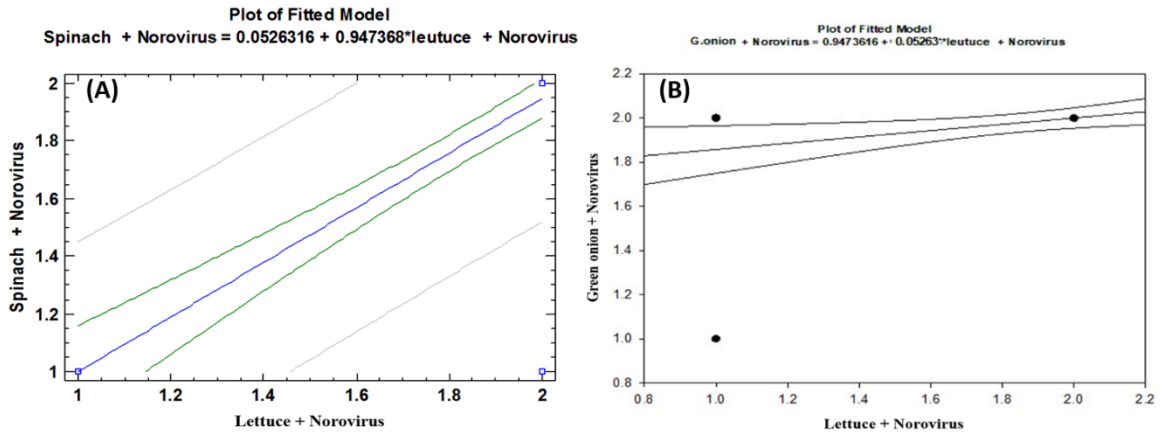 Plot of Fitted Model
Spinach + Norovirus = 0.0526316 + 0.947368*leutuce + Norovirus
(A)
Spinach + Norovirus
2
1.8
1.6
1.4
1.2
1
1 1.2 1.4 1.6 1.8 2
Lettuce + Norovirus
Plot of Fitted Model
G.onion + Norovirus = 0.9473616 + 0.0526 *leutuce + Norovirus
(B)
Green onion + Norovirus
2.2
2.0
1.8
1.6
1.4
1.2
1.0
0.8
0.8 1.0 1.2 1.4 1.6 1.8 2.0 2.2
Lettuce + Norovirus